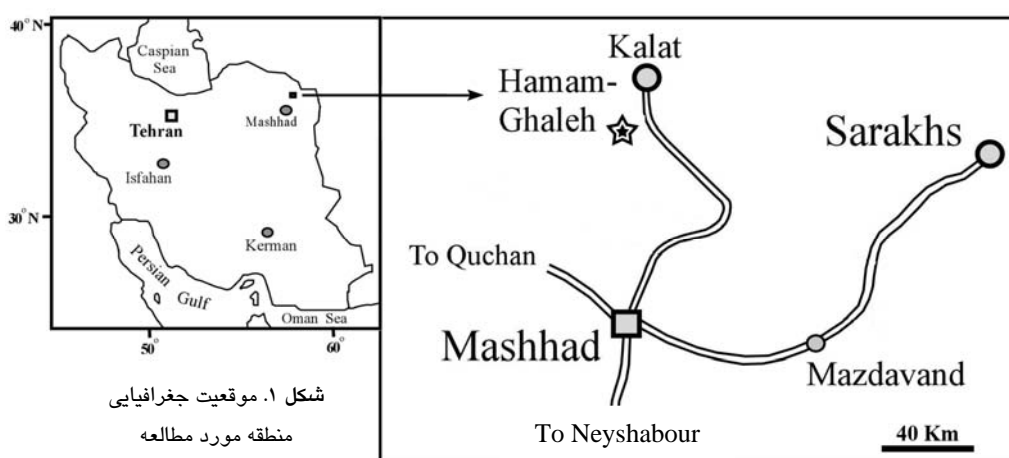 40° N
Caspian
Sea
Tehran
Mashhad
Isfahan
30° N
Kerman
Persian
Gulf
Oman Sea
50°
60°
شکل ۱. موقعیت جغرافیایی
منطقه مورد مطالعه
Kalat
Hamam-
Ghaleh
Sarakhs
To Quchan
Mashhad
Mazdavand
To Neyshabour
40 Km